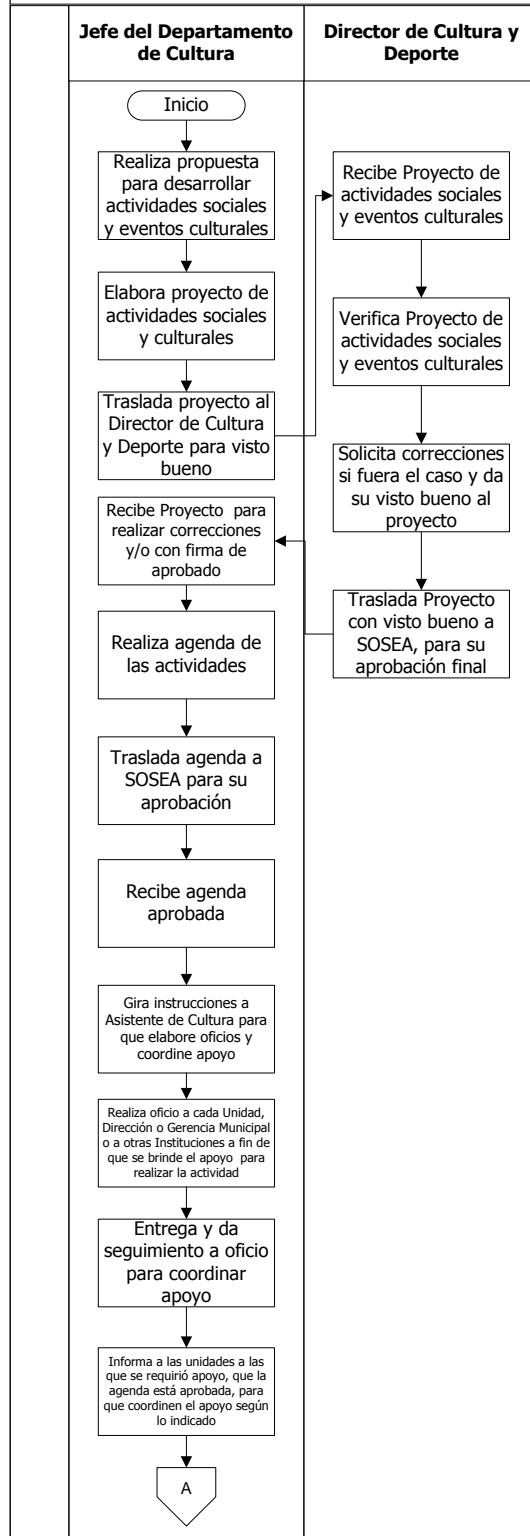 Jefe del Departamento
de Cultura
Director de Cultura y
Deporte
Inicio
Realiza propuesta
para desarrollar
actividades sociales
y eventos culturales
Elabora proyecto de
actividades sociales
y culturales
Traslada proyecto al
Director de Cultura
y Deporte para visto
bueno
Recibe Proyecto de
actividades sociales
y eventos culturales
Verifica Proyecto de
actividades sociales
y eventos culturales
Solicita correcciones
si fuera el caso y da
su visto bueno al
proyecto
Traslada Proyecto
con visto bueno a
SOSEA, para su
aprobación final
Recibe Proyecto para
realizar correcciones
y/o con firma de
aprobado
Realiza agenda de
las actividades
Traslada agenda a
SOSEA para su
aprobación
Recibe agenda
aprobada
Gira instrucciones a
Asistente de Cultura para
que elabore oficios y
coordine apoyo
Realiza oficio a cada Unidad,
Dirección o Gerencia Municipal
o a otras Instituciones a fin de
que se brinde el apoyo para
realizar la actividad
Entrega y da
seguimiento a oficio
para coordinar
apoyo
Informa a las unidades a las
que se requirió apoyo, que la
agenda está aprobada, para
que coordinen el apoyo según
lo indicado
A